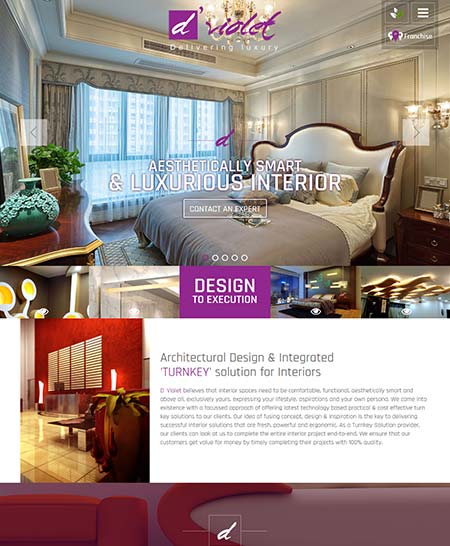 d'violet
Delivering luxury
Franchise
d
AESTHETICALLY SMART
& LUXURIOUS INTERIOR
CONTACT AN EXPERT
DESIGN
TO EXECUTION
Architectural Design & Integrated
'TURNKEY' solution for Interiors
D' Violet believes that interior spaces need to be comfortable, functional, aesthetically smart and
above all, exclusively yours, expressing your lifestyle, aspirations and your own persona. We came into
existence with a focussed approach of offering latest technology based practical & cost effective turn
key solutions to our clients. Our idea of fusing concept, design & inspiration is the key to delivering
successful interior solutions that are fresh, powerful and ergonomic. As a Turnkey Solution provider,
our clients can look at us to complete the entire interior project end-to-end. We ensure that our
customers get value for money by timely completing their projects with 100% quality.
d